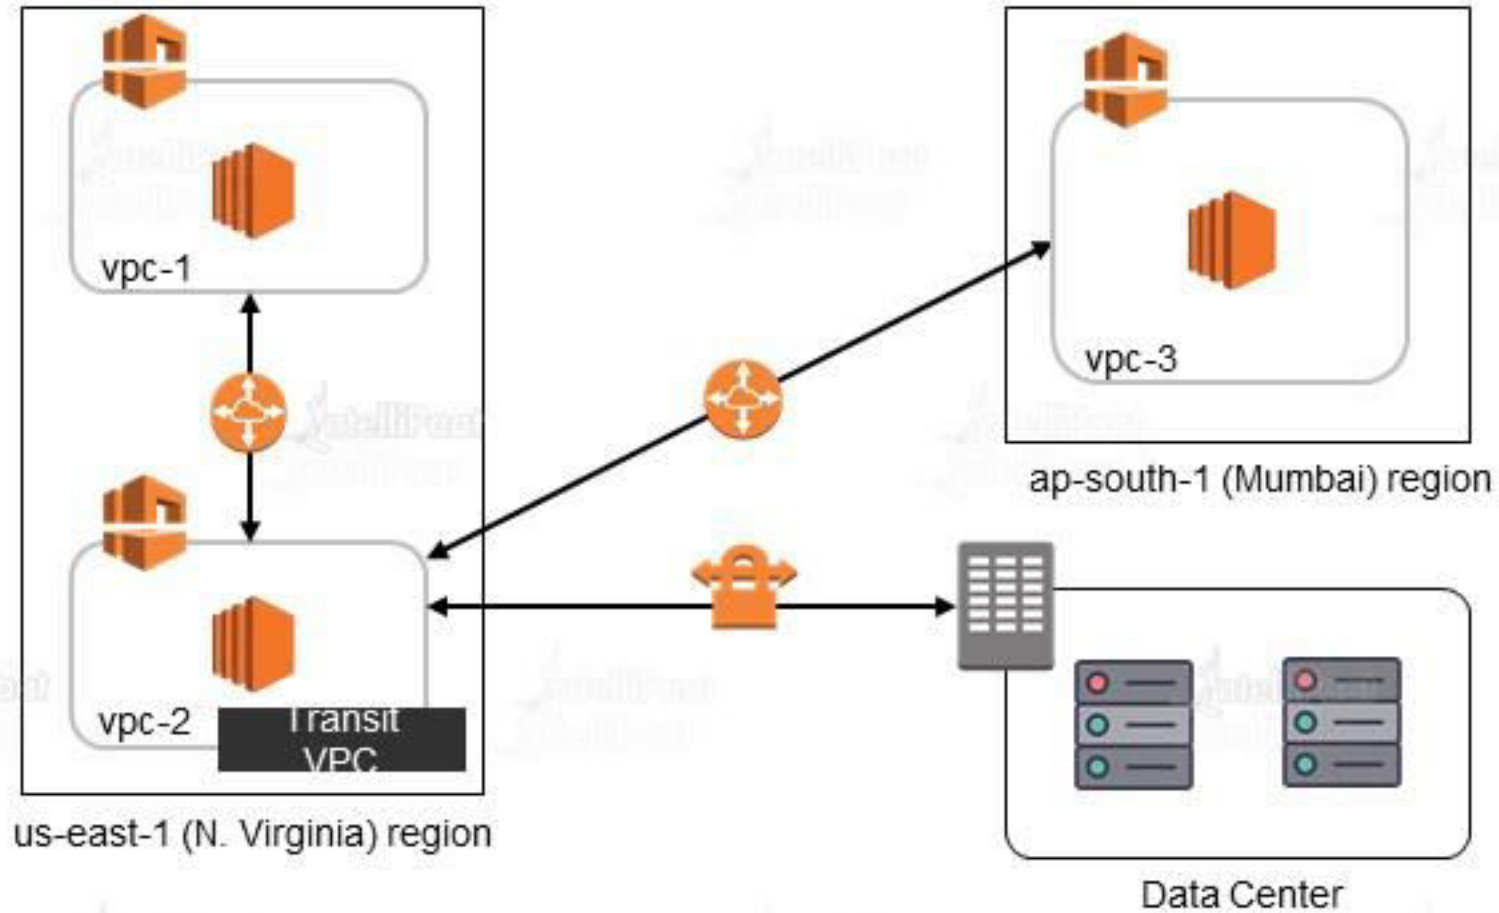 vpc-1
vpc-3
ap-south-1 (Mumbai) region
vpc-2
Transit
VPC
us-east-1 (N. Virginia) region
Data Center